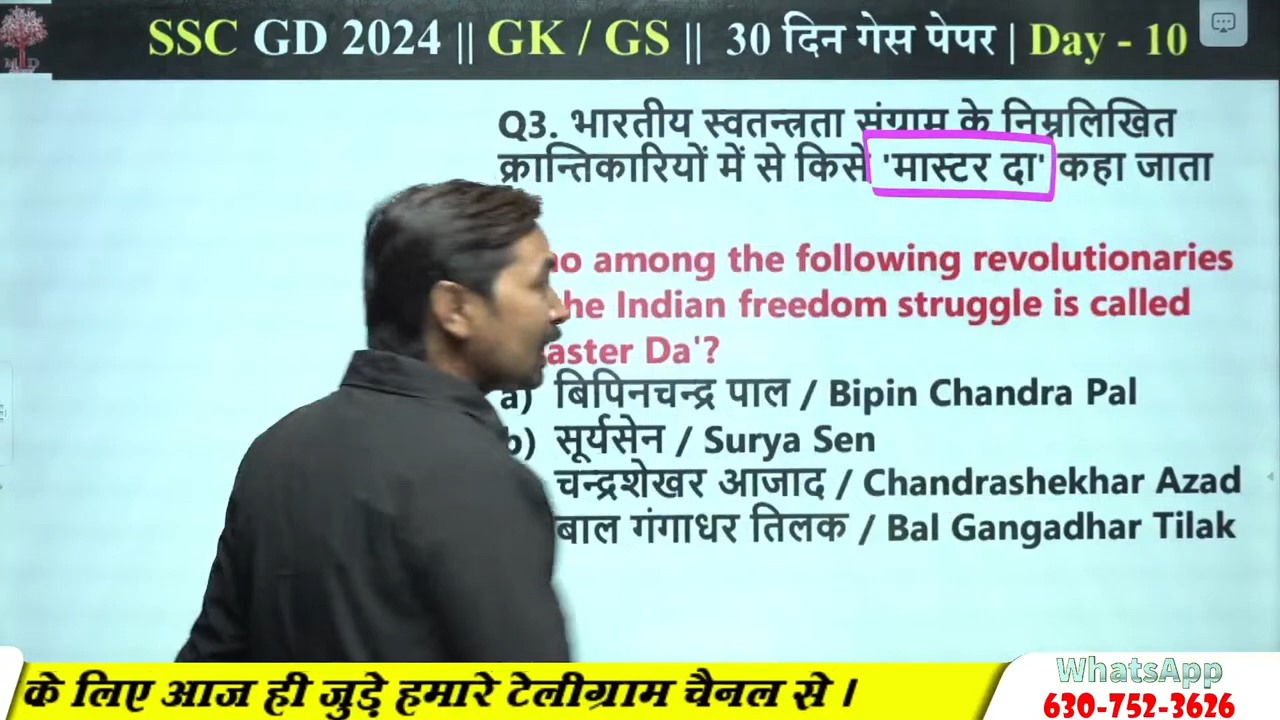 SSC GD 2024 || GK / GS || 30 दिन गेस पेपर | Day - 10
Q3. भारतीय स्वतन्त्रता संग्राम के निम्नलिखित
क्रान्तिकारियों में से किसे 'मास्टर दा' कहा जाता
among the following revolutionaries
the Indian freedom struggle is called
Da'?
a) बिपिनचन्द्र पाल / Bipin Chandra Pal
b) सूर्यसेन / Surya Sen
चन्द्रशेखर आजाद / Chandrashekhar Azad
बाल गंगाधर तिलक / Bal Gangadhar Tilak
के लिए आज ही जुड़े हमारे टेलीग्राम चैनल से ।
WhatsApp
630-752-3626